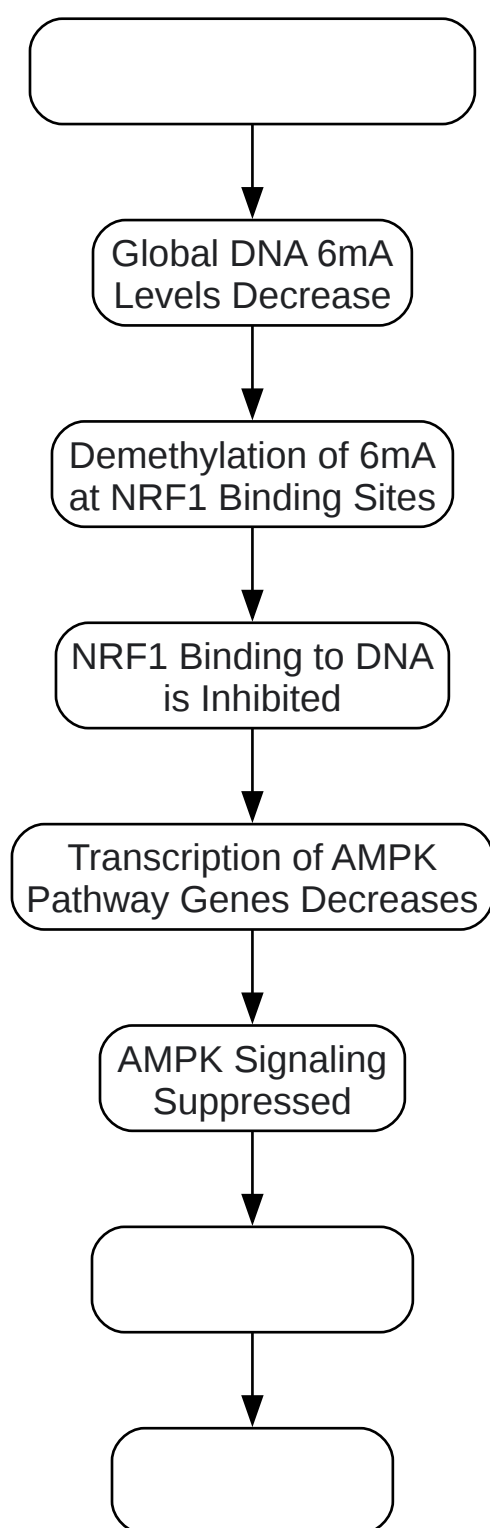 Global DNA 6mA
Levels Decrease
Demethylation of 6mA
at NRF1 Binding Sites
NRF1 Binding to DNA
is Inhibited
Transcription of AMPK
Pathway Genes Decreases
AMPK Signaling
Suppressed